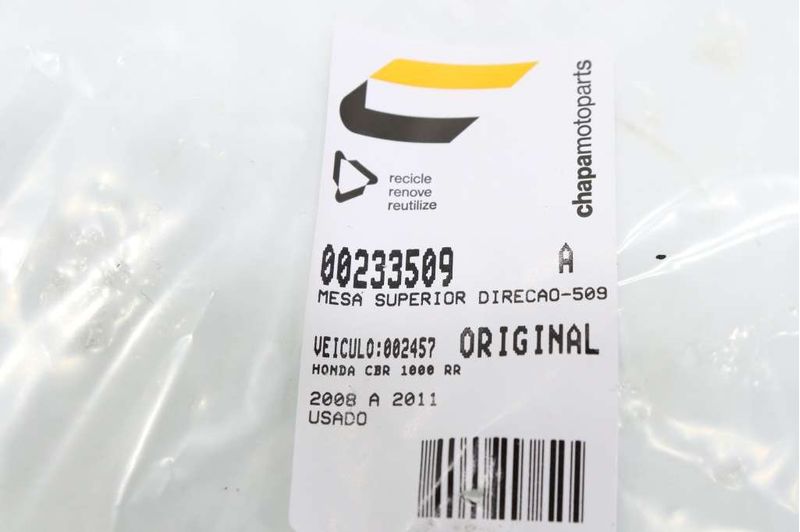 chapamotoparts
recicle
renove
reutilize
00233509 A
MESA SUPERIOR DIRECAO-509
VEICULO:002457 ORIGINAL
HONDA CBR 1000 RR
2008 A 2011
USADO